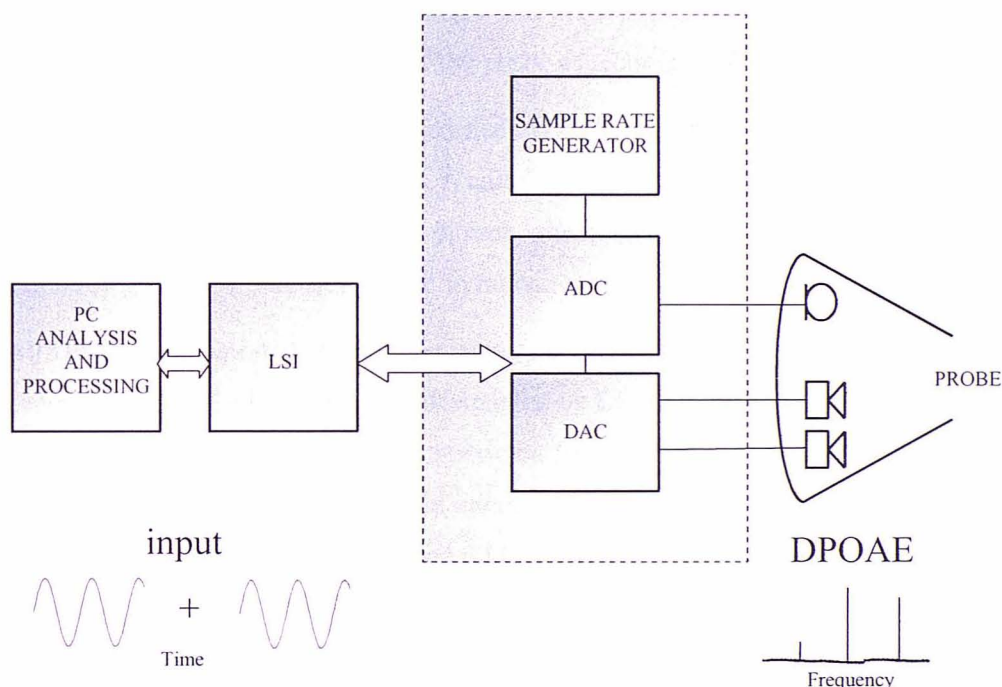 SAMPLE RATE
GENERATOR
ADC
PC
ANALYSIS
AND
PROCESSING
LSI
PROBE
DAC
input
DPOAE
+
Time
Frequency